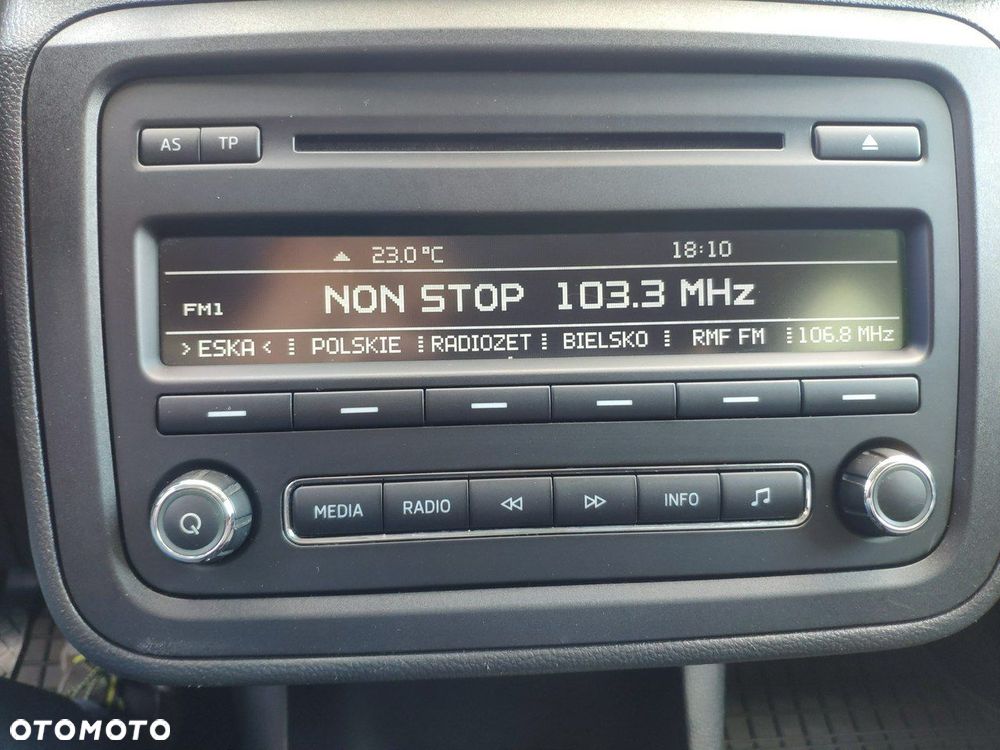 AS TP
23.0°C 18:10
FM1 NON STOP 103.3 MHz
>ESKA< POLSKIE RADIOZET BIELSKO RMF FM 106.8 MHz
MEDIA RADIO INFO
OTOMOTO